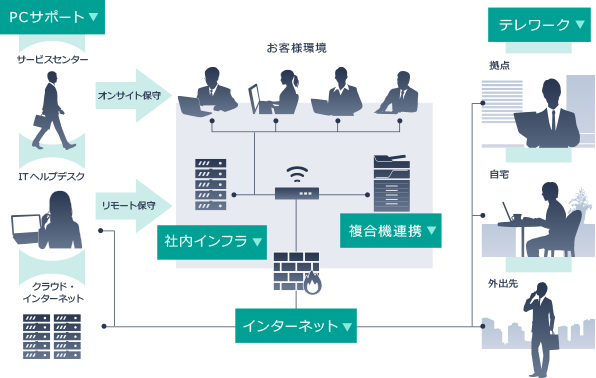 PCサポート▼
サービスセンター
ITヘルプデスク
クラウド・
インターネット
オンサイト保守
リモート保守
お客様環境
社内インフラ▼
複合機連携▼
インターネット▼
テレワーク▼
拠点
自宅
外出先